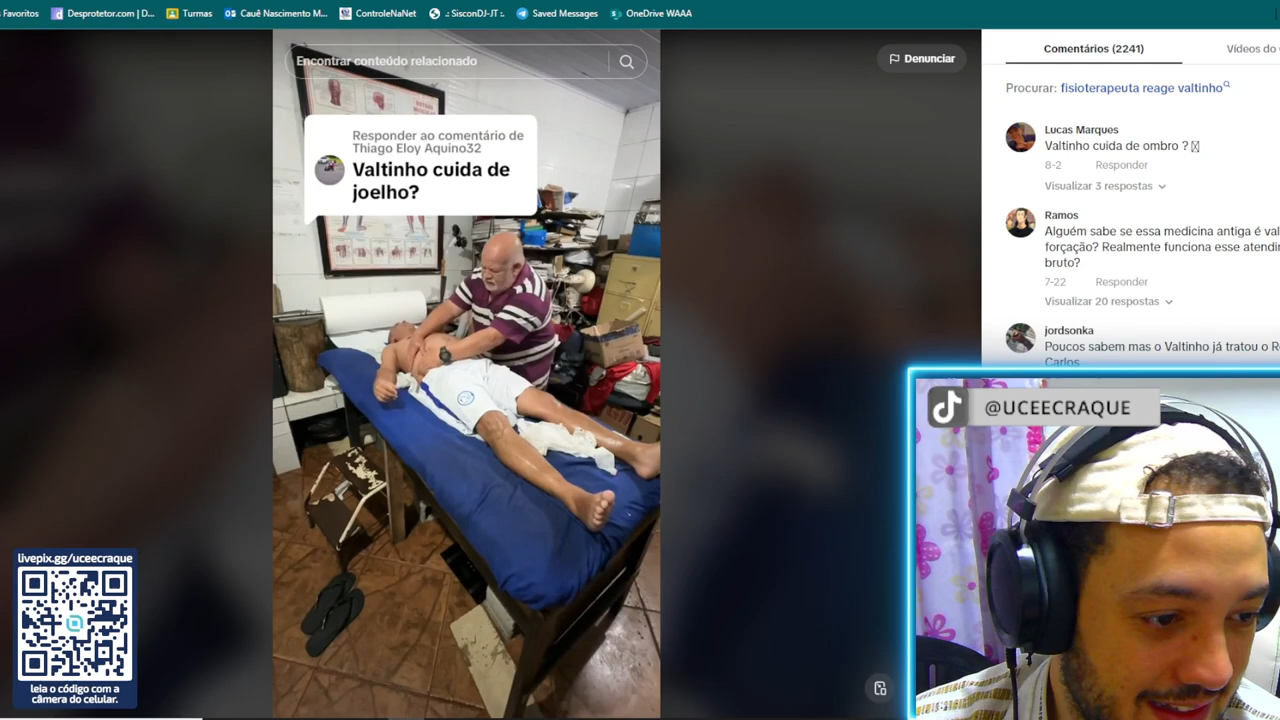 Favoritos
Desprotetor.com | D...
Turmas
Cauê Nascimento M...
ControleNaNet
.: SisconDJ-JT :.
Saved Messages
OneDrive WAAA
Encontrar conteúdo relacionado
Denunciar
Responder ao comentário de
Thiago Eloy Aquino32
Valtinho cuida de
joelho?
Comentários (2241)
Vídeos do
Procurar: fisioterapeuta reage valtinho
Lucas Marques
Valtinho cuida de ombro ?
8-2 Responder
Visualizar 3 respostas
Ramos
Alguém sabe se essa medicina antiga é val
forçação? Realmente funciona esse atendin
bruto?
7-22 Responder
Visualizar 20 respostas
jordsonka
Poucos sabem mas o Valtinho já tratou o R
Carlos
@UCEECRAQUE
livepix.gg/uceecraque
leia o código com a
câmera do celular.